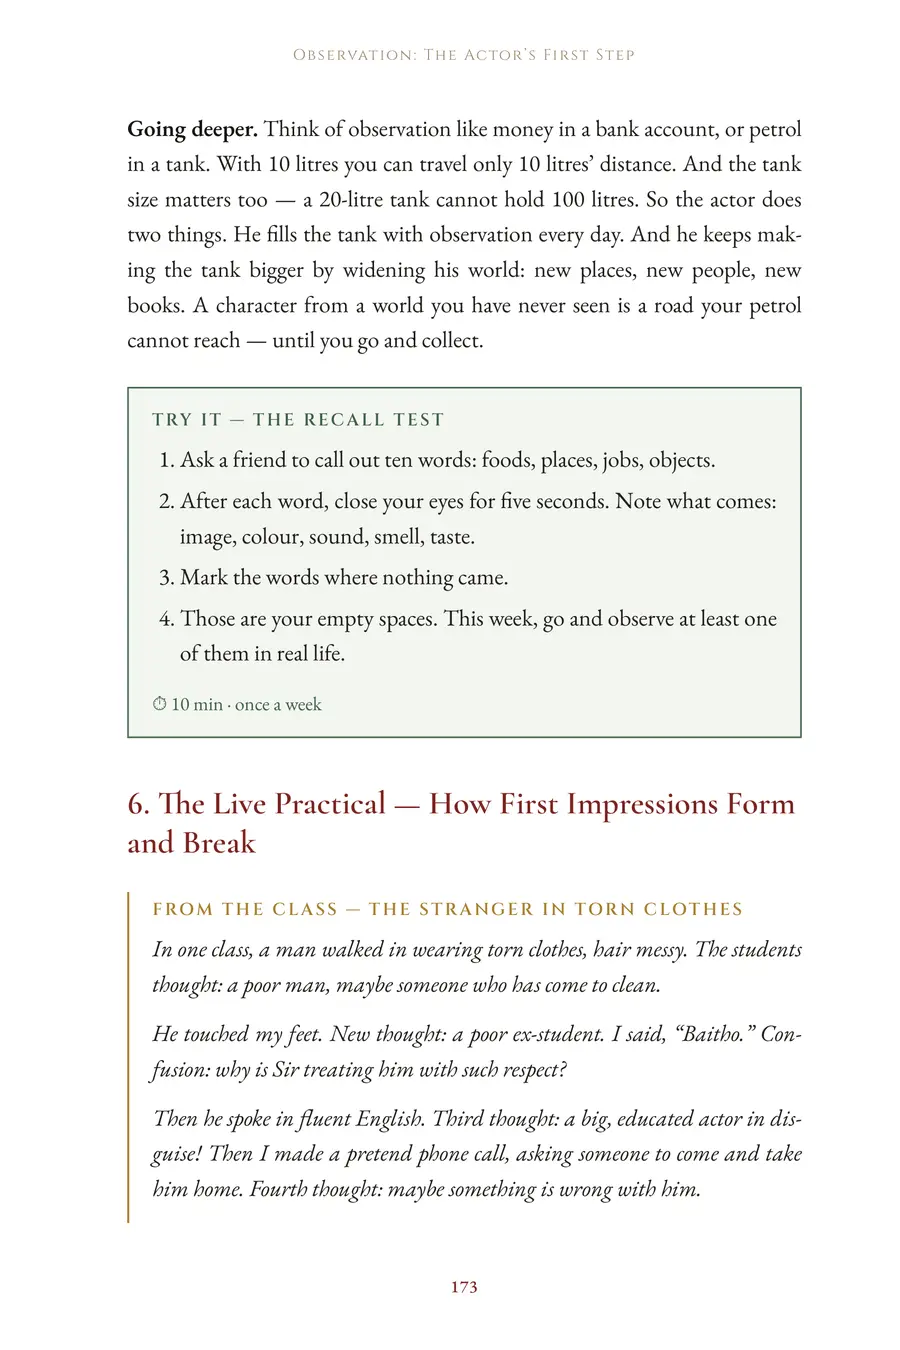 Observation: The Actor's First Step
Going deeper. Think of observation like money in a bank account, or petrol
in a tank. With 10 litres you can travel only 10 litres' distance. And the tank
size matters too — a 20-litre tank cannot hold 100 litres. So the actor does
two things. He fills the tank with observation every day. And he keeps mak-
ing the tank bigger by widening his world: new places, new people, new
books. A character from a world you have never seen is a road your petrol
cannot reach — until you go and collect.
TRY IT — THE RECALL TEST
1. Ask a friend to call out ten words: foods, places, jobs, objects.
2. After each word, close your eyes for five seconds. Note what comes:
image, colour, sound, smell, taste.
3. Mark the words where nothing came.
4. Those are your empty spaces. This week, go and observe at least one
of them in real life.
⏱ 10 min · once a week
6. The Live Practical — How First Impressions Form
and Break
FROM THE CLASS — THE STRANGER IN TORN CLOTHES
In one class, a man walked in wearing torn clothes, hair messy. The students
thought: a poor man, maybe someone who has come to clean.
He touched my feet. New thought: a poor ex-student. I said, “Baitho.” Con-
fusion: why is Sir treating him with such respect?
Then he spoke in fluent English. Third thought: a big, educated actor in dis-
guise! Then I made a pretend phone call, asking someone to come and take
him home. Fourth thought: maybe something is wrong with him.
173